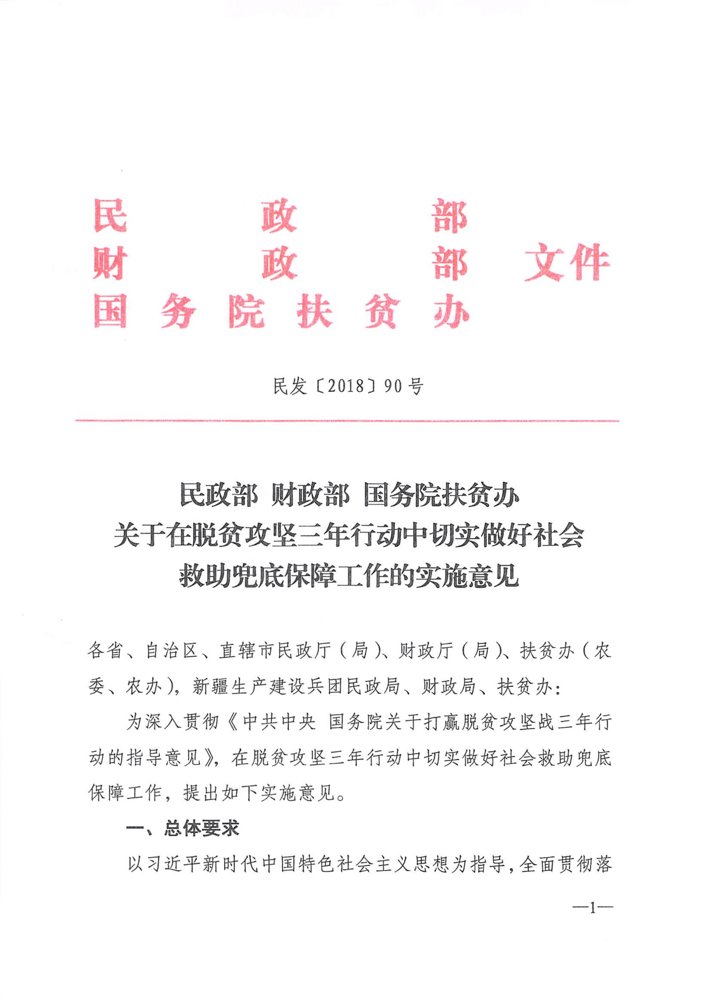 民政部
财政部 文件
国务院扶贫办
民发〔2018〕90号
民政部 财政部 国务院扶贫办
关于在脱贫攻坚三年行动中切实做好社会
救助兜底保障工作的实施意见
各省、自治区、直辖市民政厅（局）、财政厅（局）、扶贫办（农
委、农办），新疆生产建设兵团民政局、财政局、扶贫办：
为深入贯彻《中共中央 国务院关于打赢脱贫攻坚战三年行
动的指导意见》，在脱贫攻坚三年行动中切实做好社会救助兜底
保障工作，提出如下实施意见。
一、总体要求
以习近平新时代中国特色社会主义思想为指导，全面贯彻落
—1—